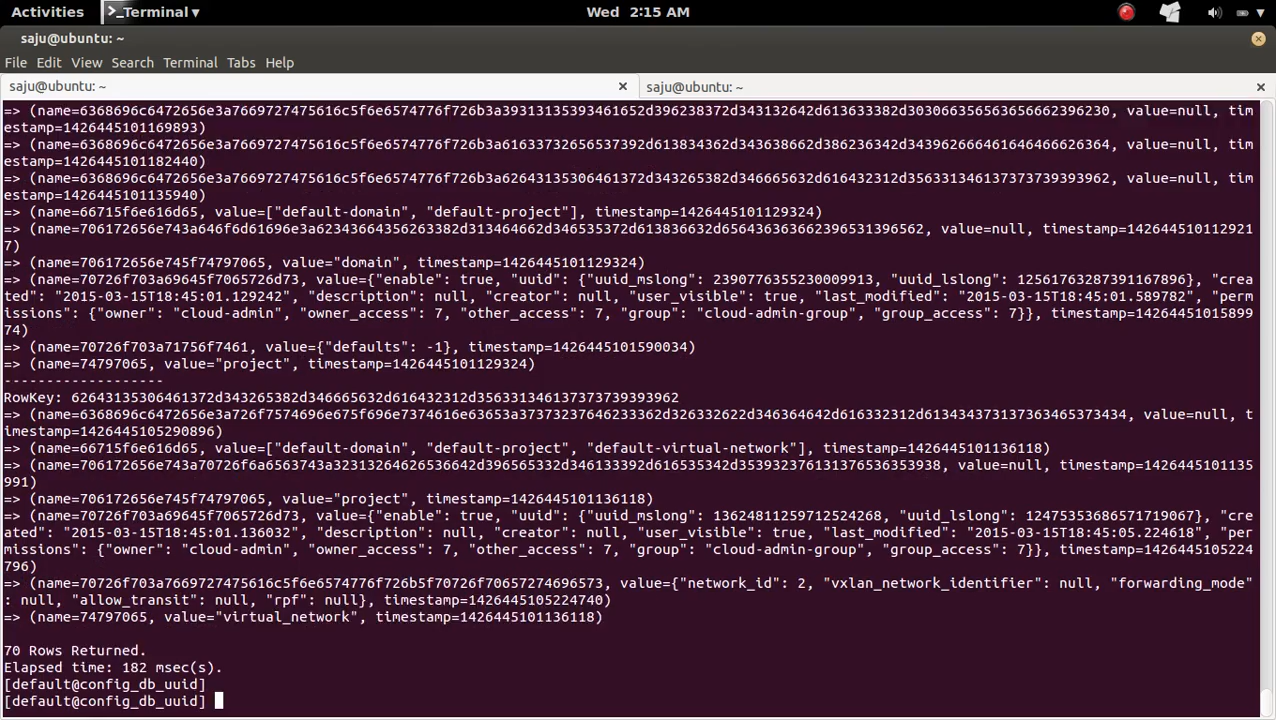 Activities
Terminal
Wed 2:15 AM
saju@ubuntu: ~
File Edit View Search Terminal Tabs Help
saju@ubuntu: ~
saju@ubuntu: ~
=> (name=6368696c6472656e3a7669727475616c5f6e6574776f726b3a39313135393461652d396238372d343132642d613633382d303066356563656662396230, value=null, tim
estamp=1426445101169893)
=> (name=6368696c6472656e3a7669727475616c5f6e6574776f726b3a61633732656537392d613834362d343638662d386236342d343962666461646466626364, value=null, tim
estamp=1426445101182440)
=> (name=6368696c6472656e3a7669727475616c5f6e6574776f726b3a62643135306461372d343265382d346665632d616432312d356331346137373739393962, value=null, tim
estamp=1426445101135940)
=> (name=66715f6e616d65, value=["default-domain", "default-project"], timestamp=1426445101129324)
=> (name=706172656e743a646f6d61696e3a62343664356263382d313464662d346535372d613836632d656436363662396531396562, value=null, timestamp=142644510112921
7)
=> (name=706172656e745f74797065, value="domain", timestamp=1426445101129324)
=> (name=70726f703a69645f7065726d73, value={"enable": true, "uuid": {"uuid_mslong": 2390776355230009913, "uuid_lslong": 12561763287391167896}, "crea
ted": "2015-03-15T18:45:01.129242", "description": null, "creator": null, "user_visible": true, "last_modified": "2015-03-15T18:45:01.589782", "perm
issions": {"owner": "cloud-admin", "owner_access": 7, "other_access": 7, "group": "cloud-admin-group", "group_access": 7}}, timestamp=14264451015899
74)
=> (name=70726f703a71756f7461, value={"defaults": -1}, timestamp=1426445101590034)
=> (name=74797065, value="project", timestamp=1426445101129324)
-------------------
RowKey: 62643135306461372d343265382d346665632d616432312d356331346137373739393962
=> (name=6368696c6472656e3a726f7574696e675f696e7374616e63653a37373237646233362d326332622d346364642d616332312d613434373137363465373434, value=null, t
imestamp=1426445105290896)
=> (name=66715f6e616d65, value=["default-domain", "default-project", "default-virtual-network"], timestamp=1426445101136118)
=> (name=706172656e743a70726f6a6563743a32313264626536642d396565332d346133392d616535342d353932376131376536353938, value=null, timestamp=1426445101135
991)
=> (name=706172656e745f74797065, value="project", timestamp=1426445101136118)
=> (name=70726f703a69645f7065726d73, value={"enable": true, "uuid": {"uuid_mslong": 13624811259712524268, "uuid_lslong": 12475353686571719067}, "cre
ated": "2015-03-15T18:45:01.136032", "description": null, "creator": null, "user_visible": true, "last_modified": "2015-03-15T18:45:05.224618", "per
missions": {"owner": "cloud-admin", "owner_access": 7, "other_access": 7, "group": "cloud-admin-group", "group_access": 7}}, timestamp=1426445105224
796)
=> (name=70726f703a7669727475616c5f6e6574776f726b5f70726f70657274696573, value={"network_id": 2, "vxlan_network_identifier": null, "forwarding_mode"
: null, "allow_transit": null, "rpf": null}, timestamp=1426445105224740)
=> (name=74797065, value="virtual_network", timestamp=1426445101136118)
70 Rows Returned.
Elapsed time: 182 msec(s).
[default@config_db_uuid]
[default@config_db_uuid]